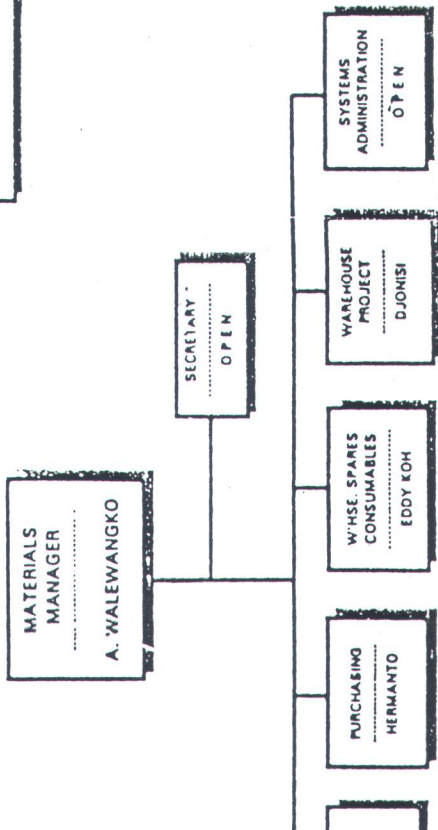 MATERIALS
MANAGER
A. WALEWANGKO
SECRETARY
OPEN
PURCHASING
HERMANTO
W'HSE. SPARES
CONSUMABLES
EDDY KOH
WAREHOUSE
PROJECT
DJONISI
SYSTEMS
ADMINISTRATION
OPEN